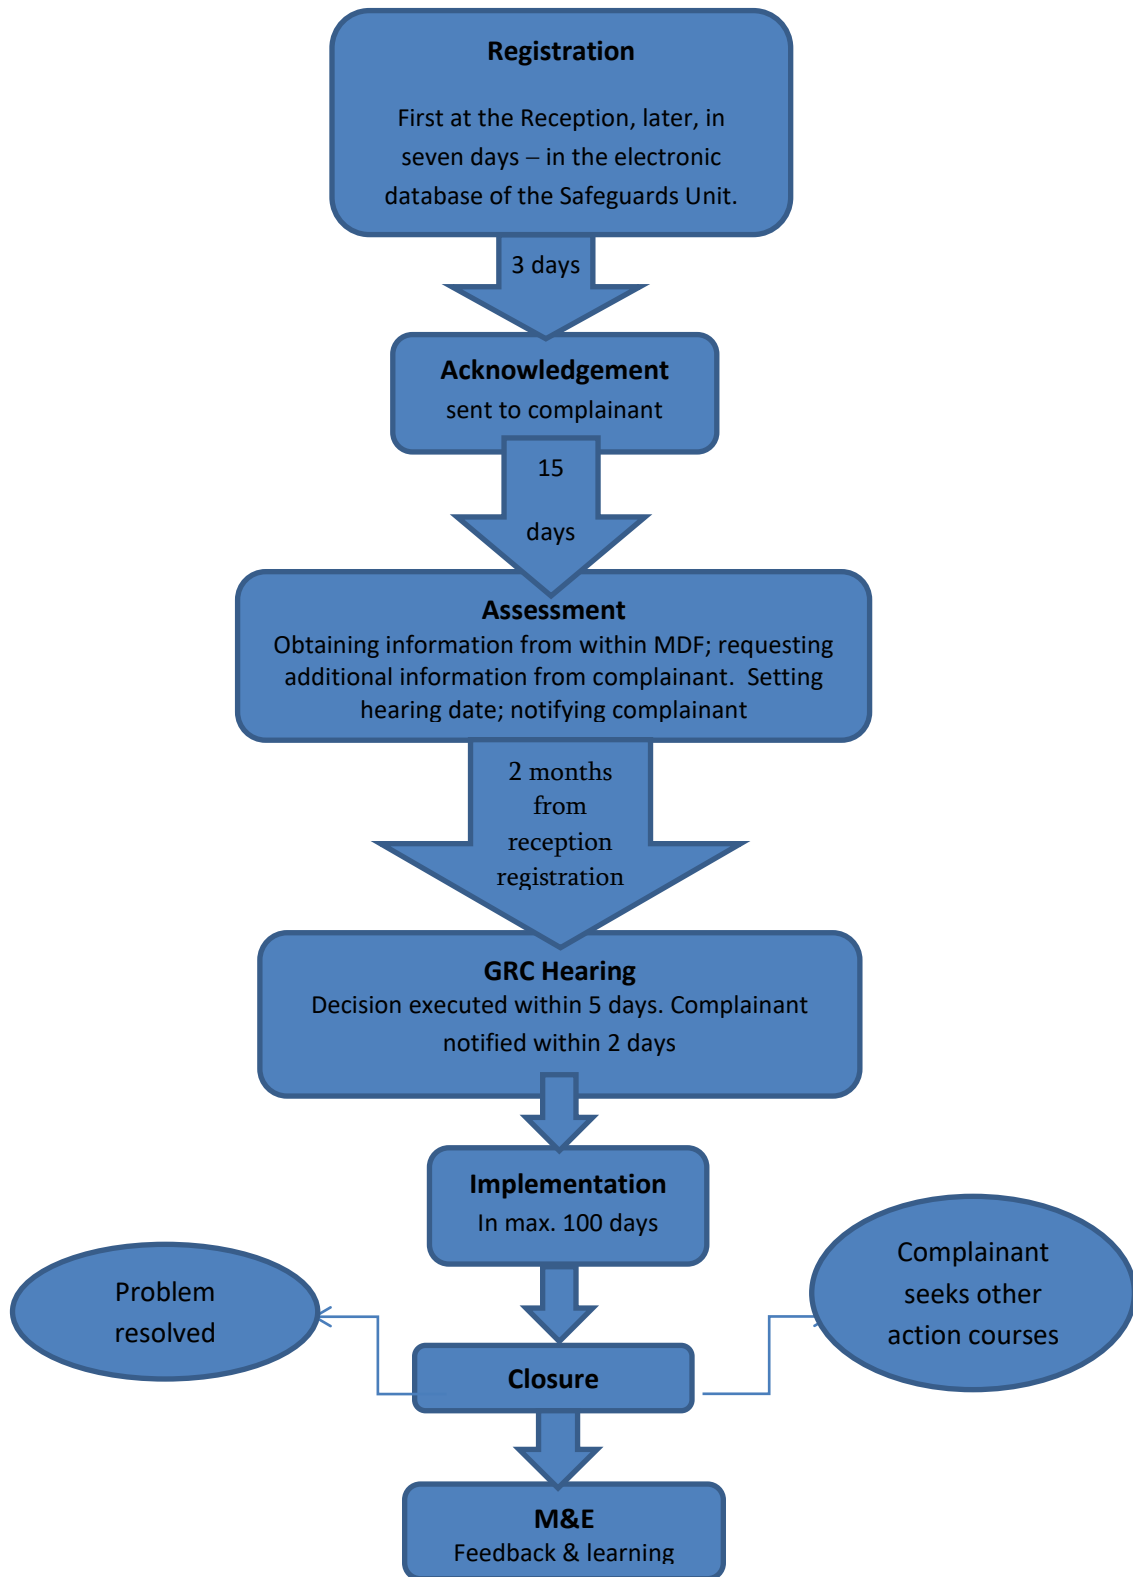 Registration
First at the Reception, later, in
seven days – in the electronic
database of the Safeguards Unit.
3 days
Acknowledgement
sent to complainant
15
days
Assessment
Obtaining information from within MDF; requesting
additional information from complainant.  Setting
hearing date; notifying complainant
2 months
from
reception
registration
GRC Hearing
Decision executed within 5 days. Complainant
notified within 2 days
Implementation
In max. 100 days
Problem
resolved
Complainant
seeks other
action courses
Closure
M&E
Feedback & learning